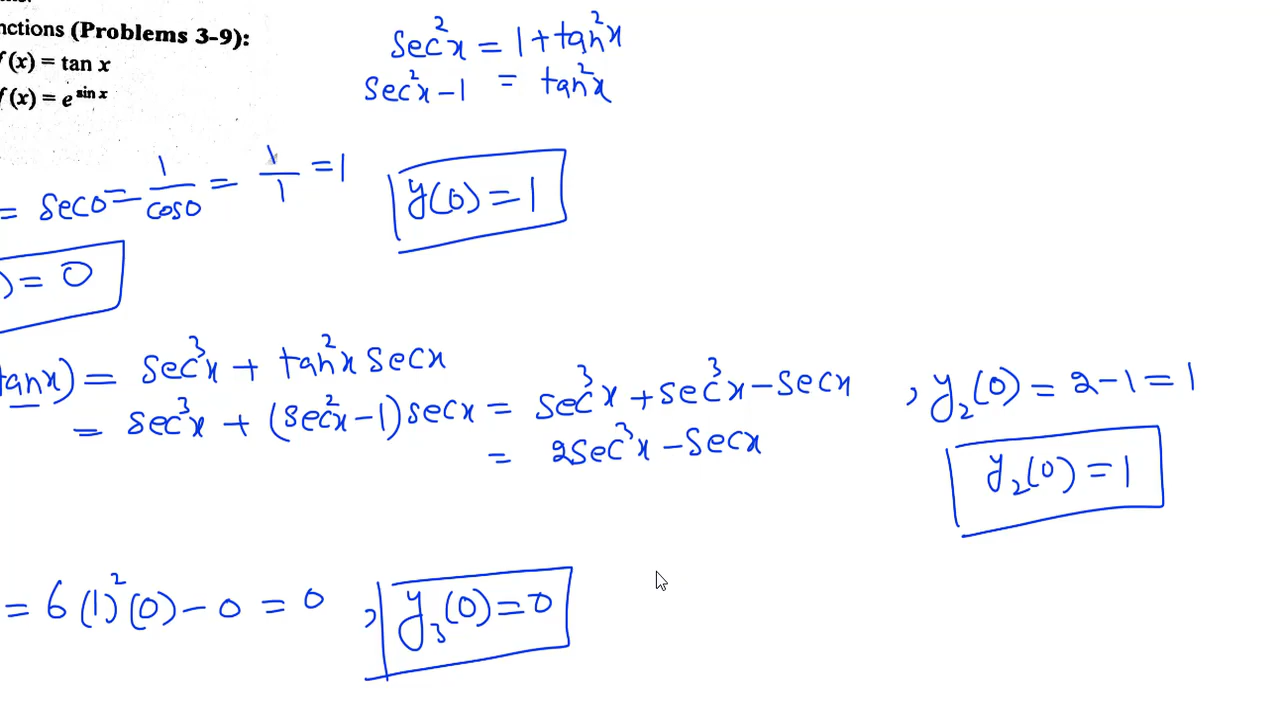 nctions (Problems 3-9):
f(x) = tan x
f(x) = e^sin x
sec²x = 1 + tan²x
sec²x - 1 = tan²x
= sec0 = 1/cos0 = 1/1 = 1
y(0) = 1
) = 0
tanx) = sec³x + tan²x secx
= sec³x + (sec²x - 1) secx = sec³x + sec³x - secx , y₂(0) = 2 - 1 = 1
= 2sec³x - secx
y₂(0) = 1
= 6(1)²(0) - 0 = 0 , y₃(0) = 0